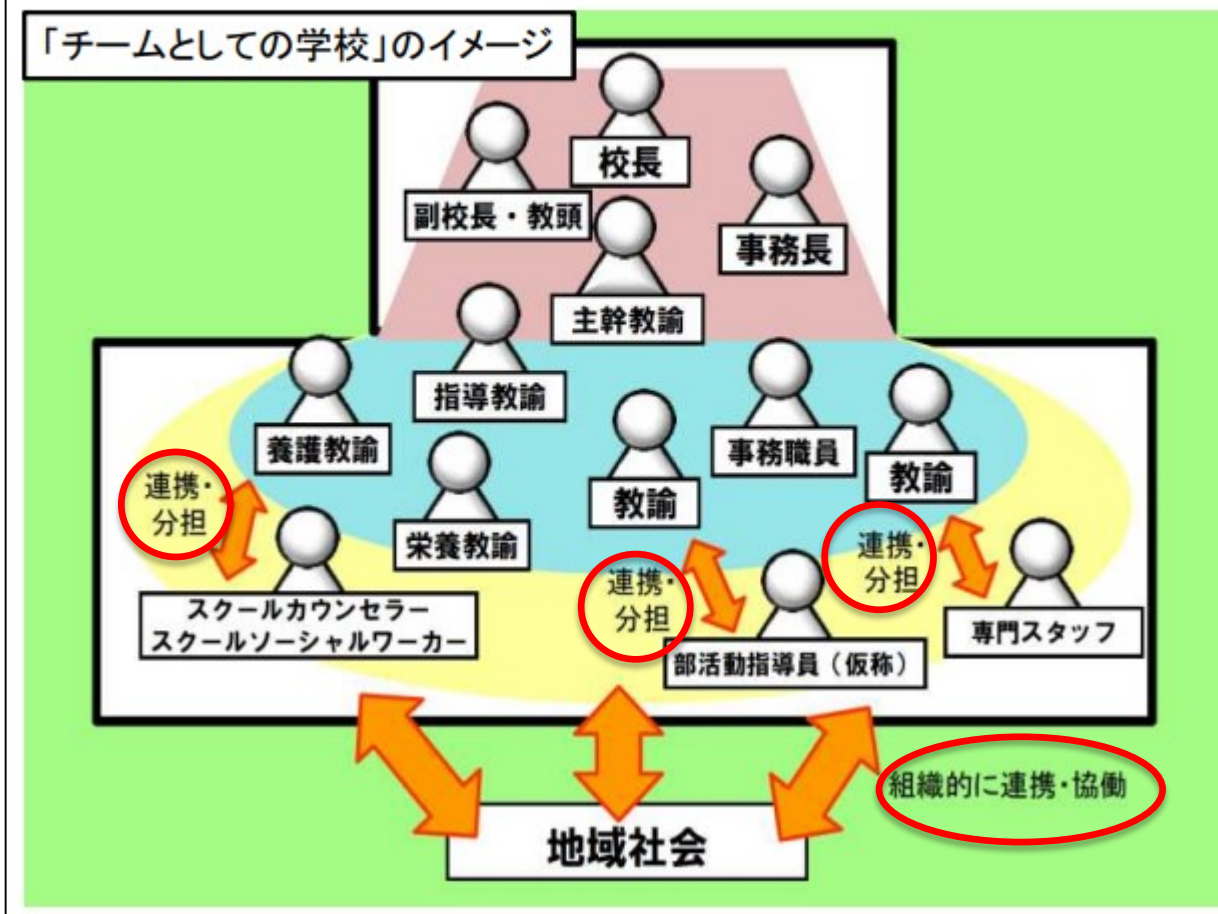 「チームとしての学校」のイメージ
校長
副校長・教頭
事務長
主幹教諭
指導教諭
養護教諭
事務職員
教諭
教諭
栄養教諭
連携・
分担
スクールカウンセラー
スクールソーシャルワーカー
連携・
分担
部活動指導員（仮称）
連携・
分担
専門スタッフ
組織的に連携・協働
地域社会